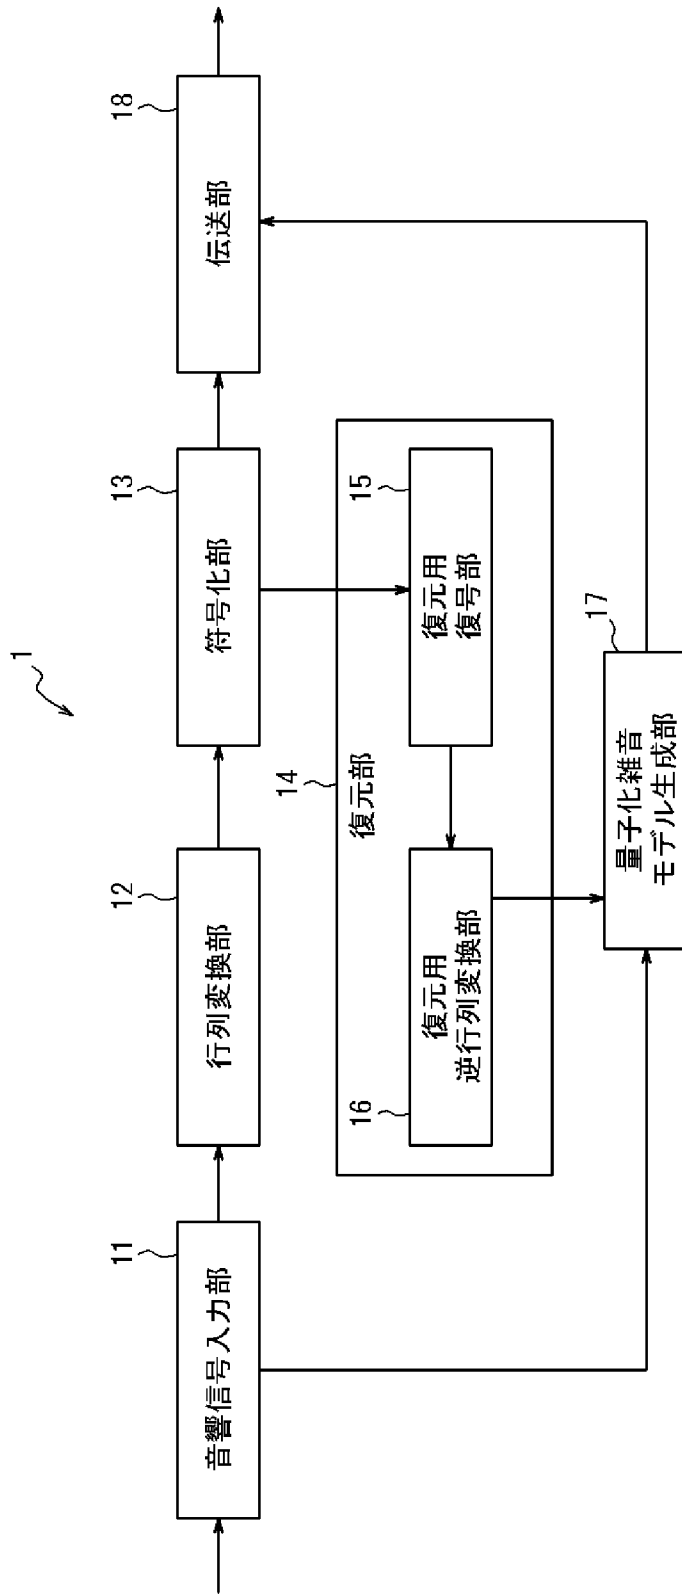 1
11
音響信号入力部
12
行列変換部
13
符号化部
18
伝送部
14
復元部
16
復元用
逆行列変換部
15
復元用
復号部
17
量子化雑音
モデル生成部